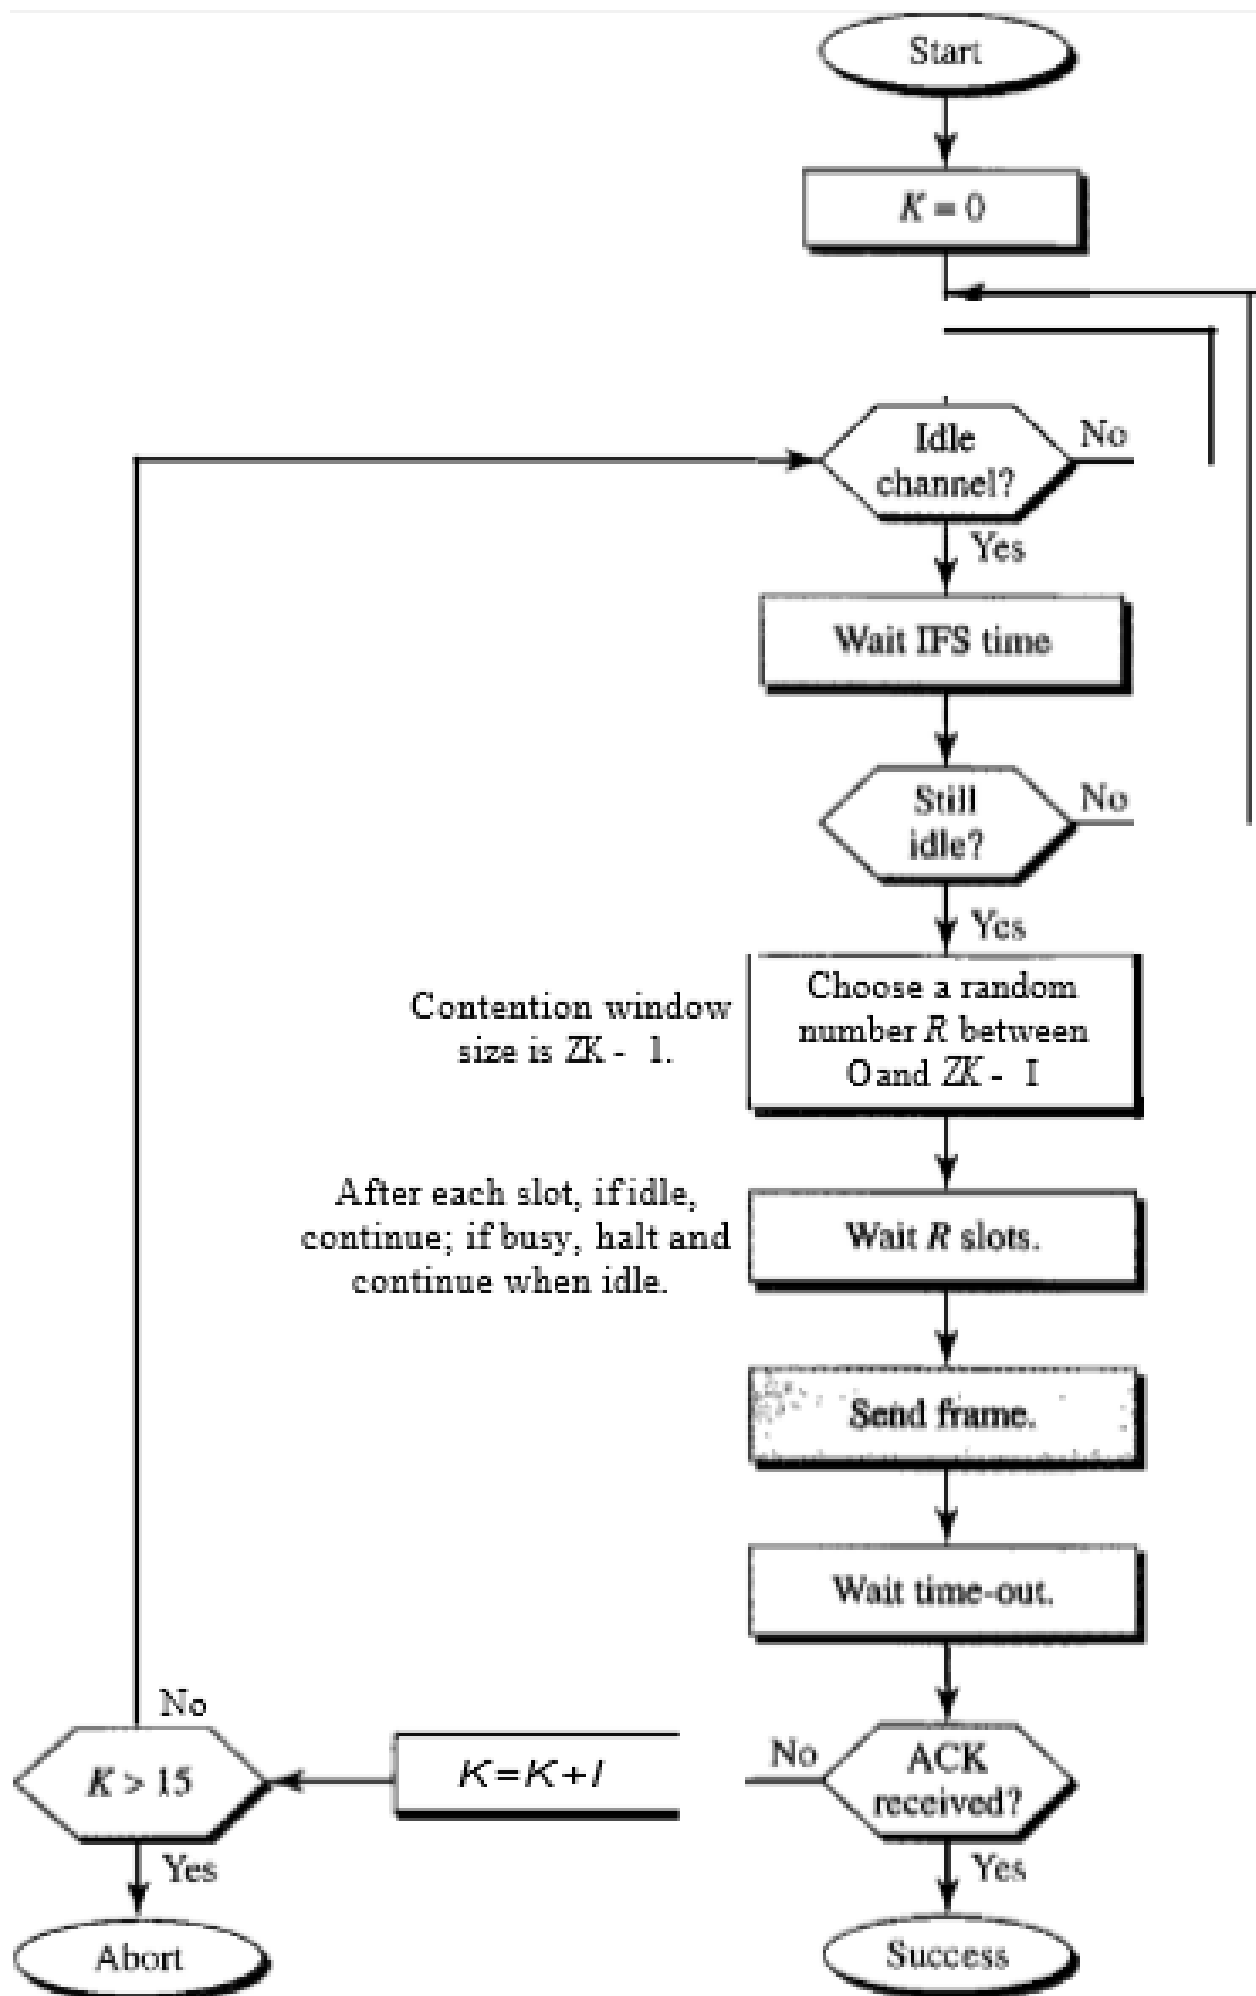 Start
K = 0
Idle
channel?
No
Yes
Wait IFS time
Still
idle?
No
Yes
Contention window
size is ZK - 1.
Choose a random
number R between
O and ZK - I
After each slot, if idle,
continue; if busy, halt and
continue when idle.
Wait R slots.
Send frame.
Wait time-out.
No
K > 15
K=K+I
No
ACK
received?
Yes
Yes
Abort
Success